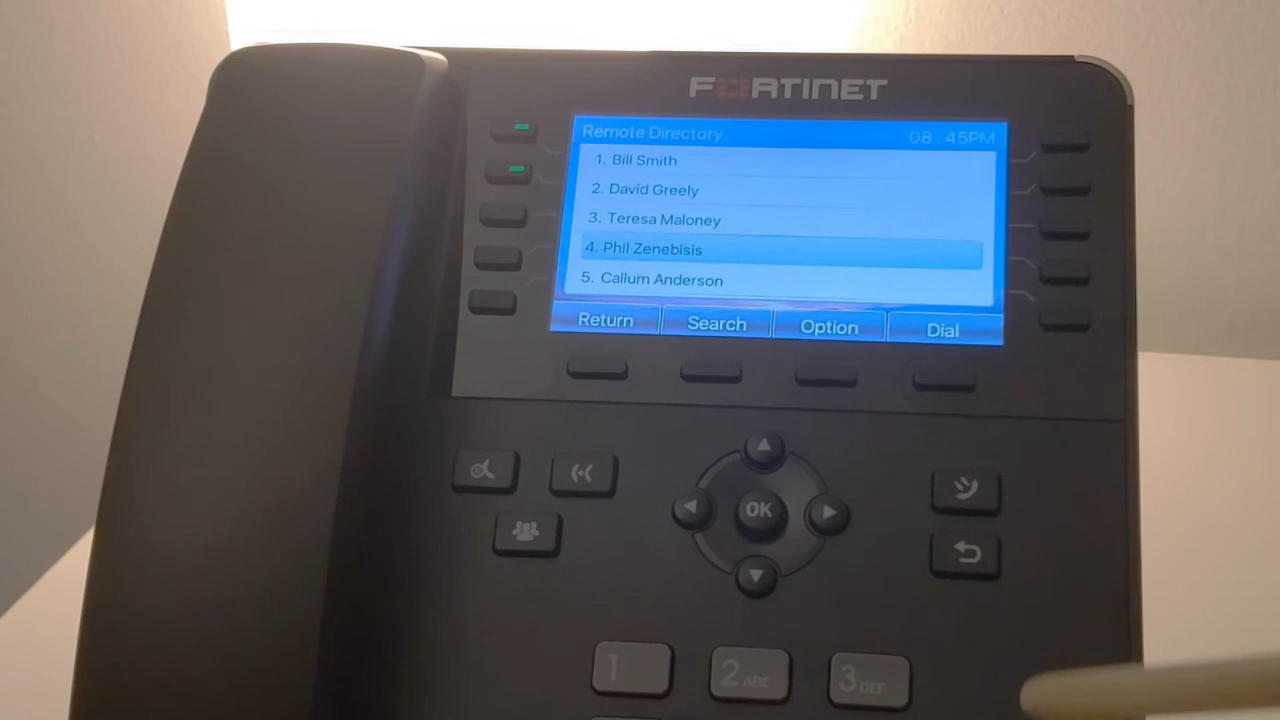 FORTINET
Remote Directory 08:45PM
1. Bill Smith
2. David Greely
3. Teresa Maloney
4. Phil Zenebisis
5. Callum Anderson
Return Search Option Dial
OK
1 2 ABC 3 DEF